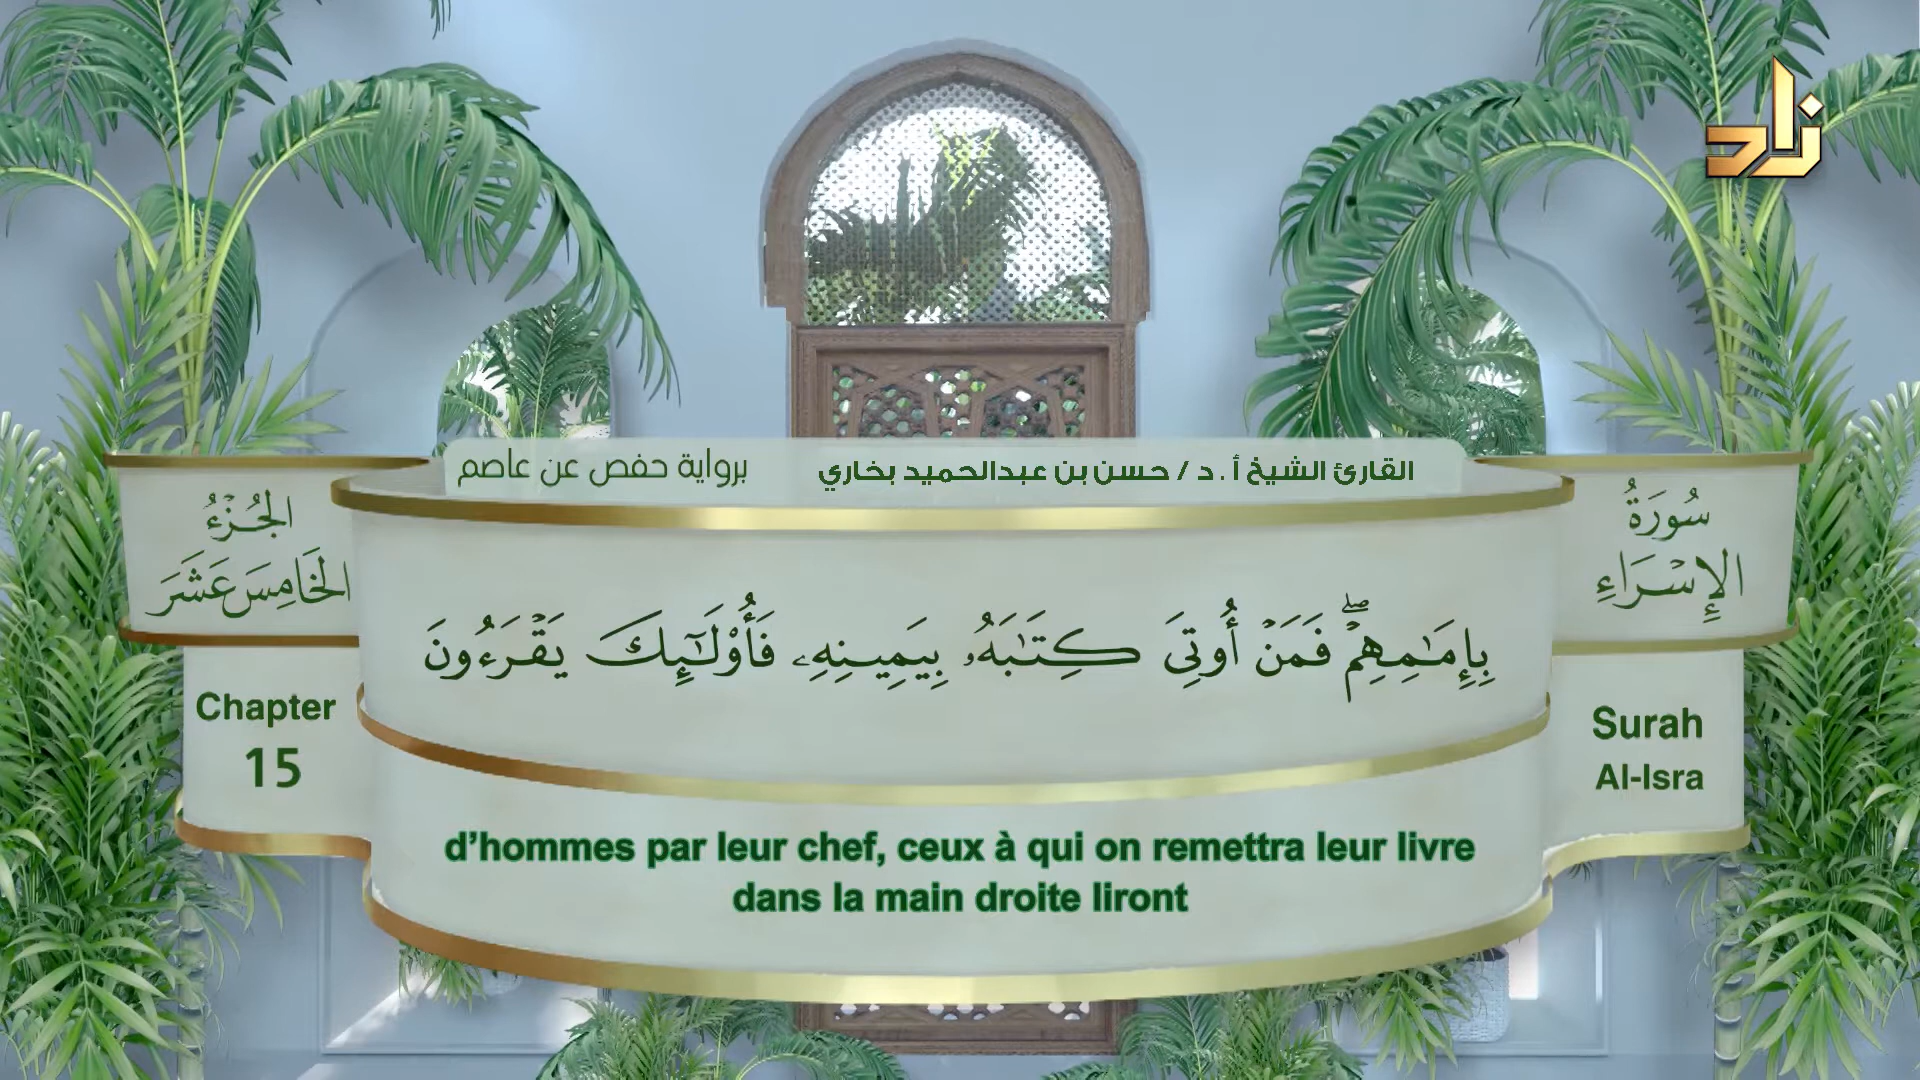 زاد
القارئ الشيخ أ . د / حسن بن عبدالحميد بخاري
برواية حفص عن عاصم
سُورَةُ
الإِسْرَاءِ
الجُزْءُ
الخَامِسَ عَشَرَ
بِإِمَـٰمِهِمْۖ فَمَنْ أُوتِىَ كِتَـٰبَهُۥ بِيَمِينِهِۦ فَأُو۟لَـٰٓئِكَ يَقْرَءُونَ
Chapter
15
Surah
Al-Isra
d’hommes par leur chef, ceux à qui on remettra leur livre
dans la main droite liront